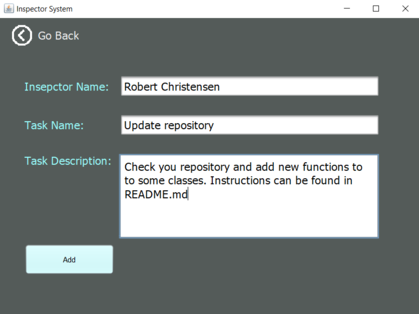 Inspector System
Go Back
Insepctor Name: Robert Christensen
Task Name: Update repository
Task Description: Check you repository and add new functions to
to some classes. Instructions can be found in
README.md
Add